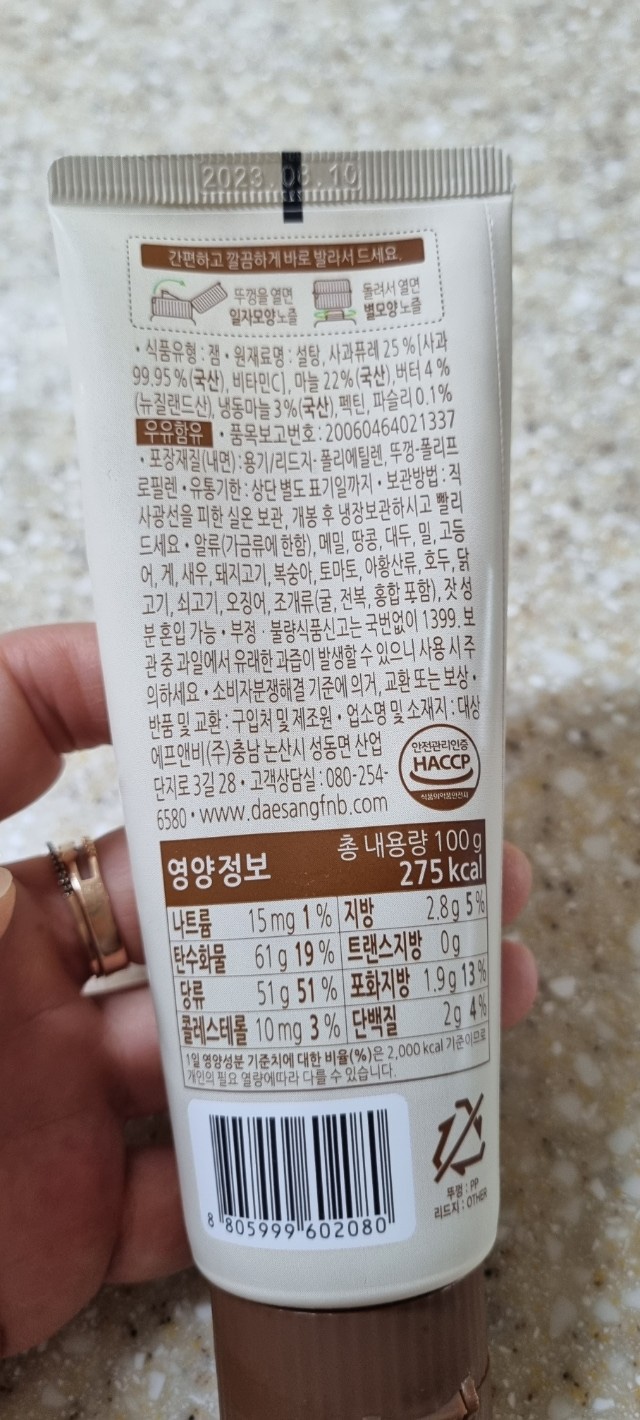 2023.08.10
간편하고 깔끔하게 바로 발라서 드세요.
뚜껑을 열면
일자모양 노즐
돌려서 열면
별모양 노즐
• 식품유형 : 잼 • 원재료명 : 설탕, 사과퓨레 25 % [사과
99.95 % (국산), 비타민C], 마늘 22% (국산), 버터 4 %
(뉴질랜드산), 냉동마늘 3% (국산), 펙틴, 파슬리 0.1%
우유함유 • 품목보고번호 : 20060464021337
• 포장재질(내면) : 용기/리드지- 폴리에틸렌, 뚜껑-폴리프
로필렌 • 유통기한 : 상단 별도 표기일까지 • 보관방법 : 직
사광선을 피한 실온 보관, 개봉 후 냉장보관하시고 빨리
드세요 • 알류(가금류에 한함), 메밀, 땅콩, 대두, 밀, 고등
어, 게, 새우, 돼지고기, 복숭아, 토마토, 아황산류, 호두, 닭
고기, 쇠고기, 오징어, 조개류(굴, 전복, 홍합 포함), 잣 성
분 혼입 가능 • 부정 · 불량식품신고는 국번없이 1399. 보
관 중 과일에서 유래한 과즙이 발생할 수 있으니 사용 시 주
의하세요 • 소비자분쟁해결 기준에 의거, 교환 또는 보상 •
반품 및 교환 : 구입처 및 제조원 • 업소명 및 소재지 : 대상
에프앤비(주) 충남 논산시 성동면 산업
단지로 3길 28 • 고객상담실 : 080-254-
6580 • www.daesangfnb.com
안전관리인증
HACCP
식품의약품안전처
영양정보
총 내용량 100 g
275 kcal
나트륨 15 mg 1 % 지방 2.8 g 5 %
탄수화물 61 g 19 % 트랜스지방 0 g
당류 51 g 51 % 포화지방 1.9 g 13 %
콜레스테롤 10 mg 3 % 단백질 2 g 4 %
1일 영양성분 기준치에 대한 비율(%)은 2,000 kcal 기준이므로
개인의 필요 열량에따라 다를 수 있습니다.
8 805999 602080
뚜껑 : PP
리드지 : OTHER